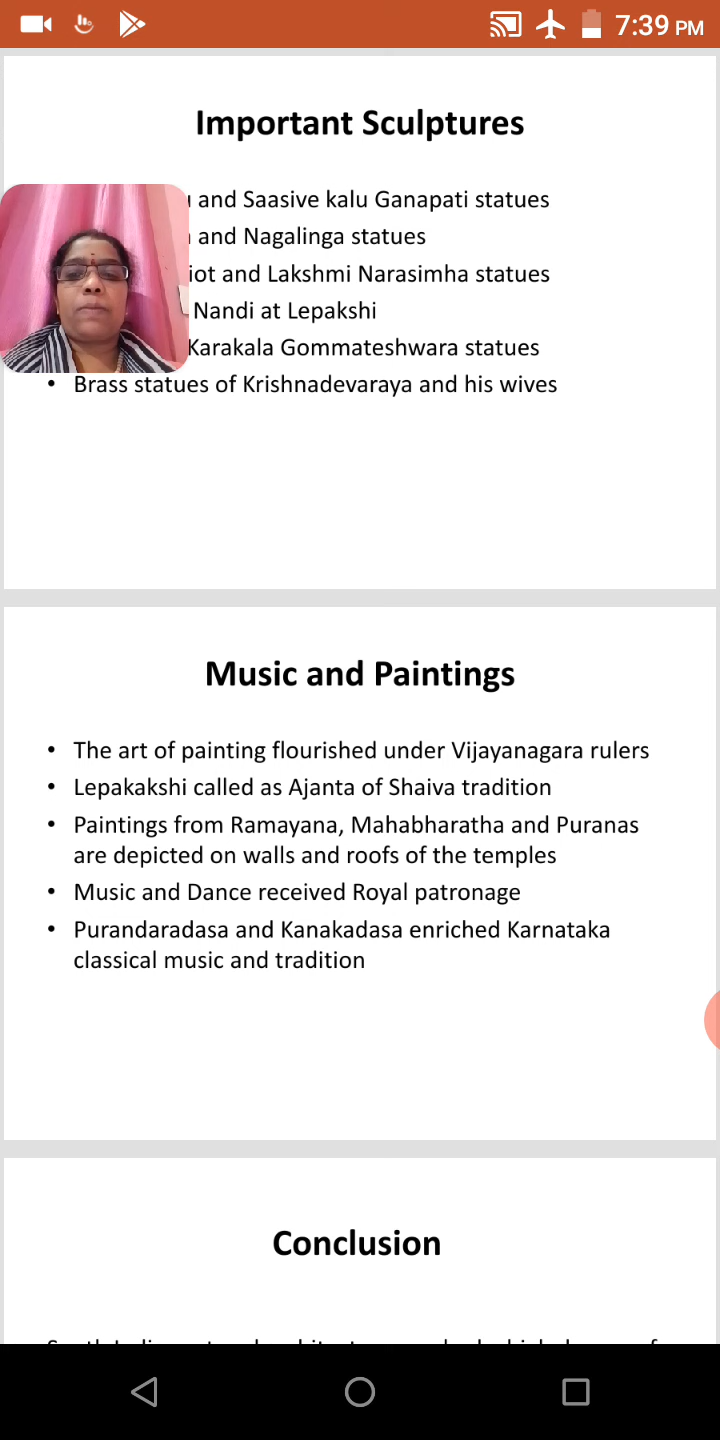 7:39 PM
Important Sculptures
and Saasive kalu Ganapati statues
and Nagalinga statues
and Lakshmi Narasimha statues
Nandi at Lepakshi
Karakala Gommateshwara statues
• Brass statues of Krishnadevaraya and his wives
Music and Paintings
• The art of painting flourished under Vijayanagara rulers
• Lepakakshi called as Ajanta of Shaiva tradition
• Paintings from Ramayana, Mahabharatha and Puranas
are depicted on walls and roofs of the temples
• Music and Dance received Royal patronage
• Purandaradasa and Kanakadasa enriched Karnataka
classical music and tradition
Conclusion